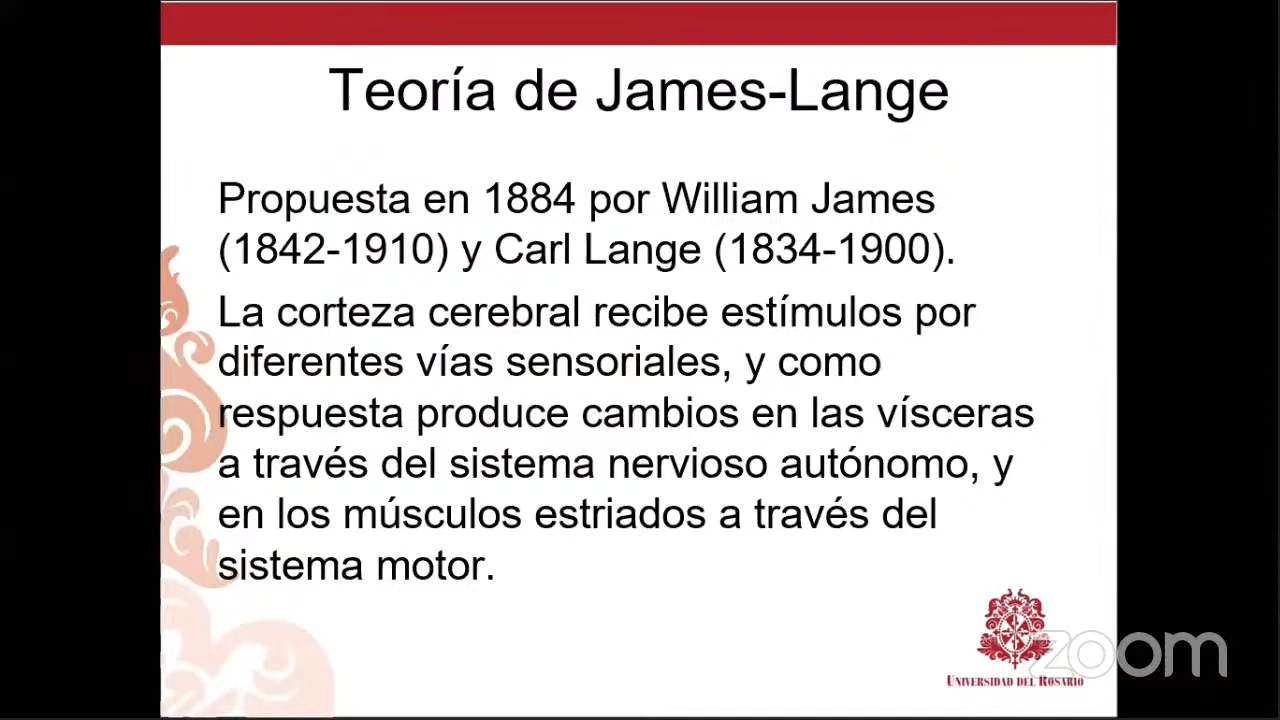 Teoría de James-Lange
Propuesta en 1884 por William James
(1842-1910) y Carl Lange (1834-1900).
La corteza cerebral recibe estímulos por
diferentes vías sensoriales, y como
respuesta produce cambios en las vísceras
a través del sistema nervioso autónomo, y
en los músculos estriados a través del
sistema motor.
zoom
UNIVERSIDAD DEL ROSARIO